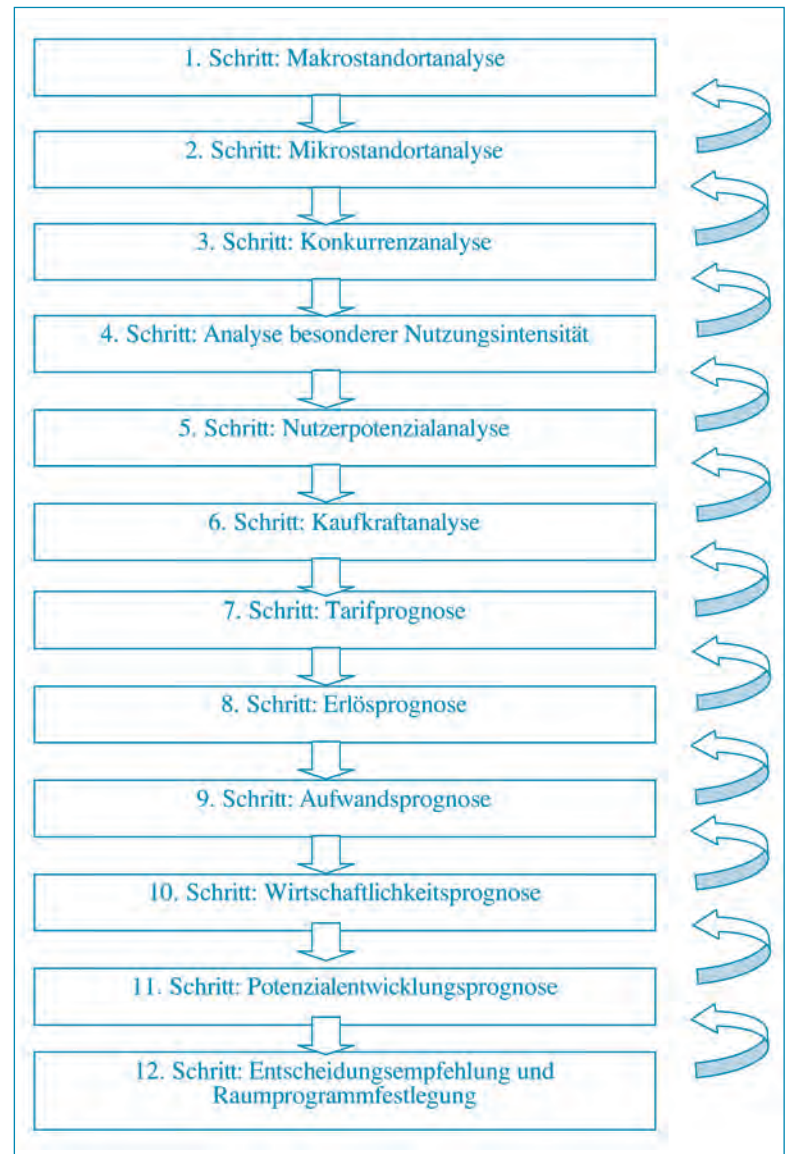 1. Schritt: Makrostandortanalyse
2. Schritt: Mikrostandortanalyse
3. Schritt: Konkurrenzanalyse
4. Schritt: Analyse besonderer Nutzungsintensität
5. Schritt: Nutzerpotenzialanalyse
6. Schritt: Kaufkraftanalyse
7. Schritt: Tarifprognose
8. Schritt: Erlösprognose
9. Schritt: Aufwandsprognose
10. Schritt: Wirtschaftlichkeitsprognose
11. Schritt: Potenzialentwicklungsprognose
12. Schritt: Entscheidungsempfehlung und
Raumprogrammfestlegung